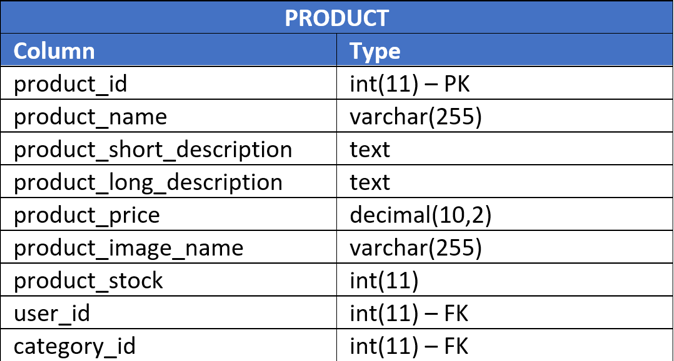 PRODUCT
Column Type
product_id int(11) – PK
product_name varchar(255)
product_short_description text
product_long_description text
product_price decimal(10,2)
product_image_name varchar(255)
product_stock int(11)
user_id int(11) – FK
category_id int(11) – FK